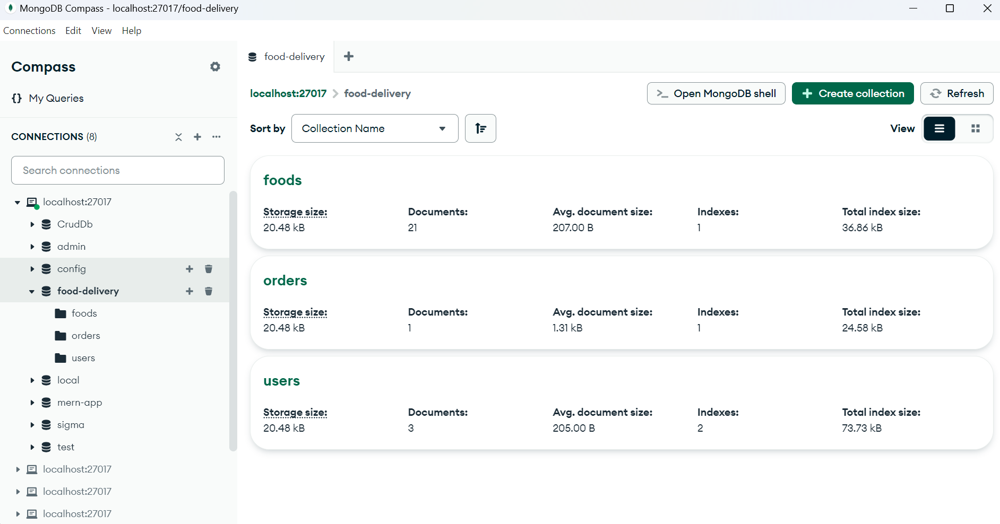 MongoDB Compass - localhost:27017/food-delivery
Connections Edit View Help
Compass
{} My Queries
CONNECTIONS (8)
Search connections
localhost:27017
CrudDb
admin
config
food-delivery
foods
orders
users
local
mern-app
sigma
test
localhost:27017
localhost:27017
localhost:27017
food-delivery
localhost:27017 > food-delivery
>_ Open MongoDB shell
+ Create collection
Refresh
Sort by Collection Name
View
foods
Storage size: Documents: Avg. document size: Indexes: Total index size:
20.48 kB 21 207.00 B 1 36.86 kB
orders
Storage size: Documents: Avg. document size: Indexes: Total index size:
20.48 kB 1 1.31 kB 1 24.58 kB
users
Storage size: Documents: Avg. document size: Indexes: Total index size:
20.48 kB 3 205.00 B 2 73.73 kB